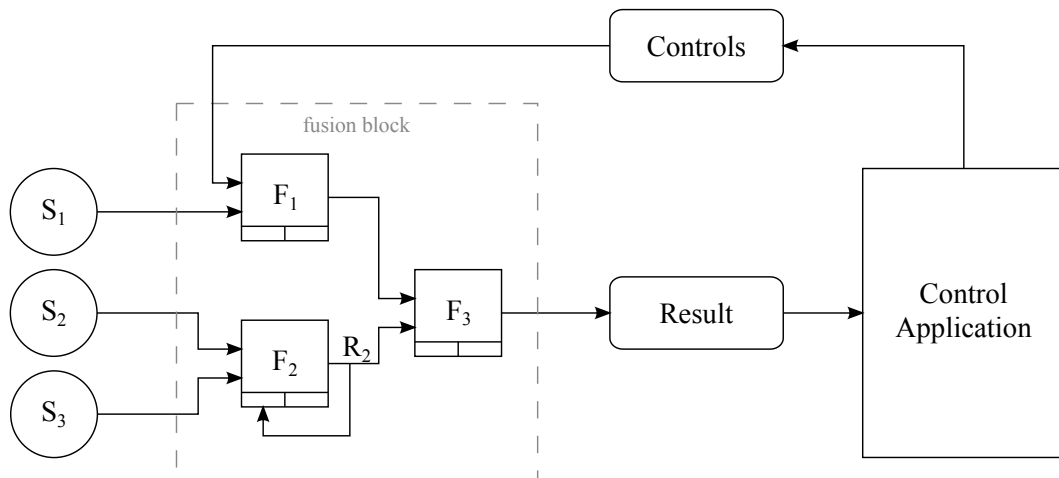 Controls
fusion block
S₁
F₁
S₂
F₂
R₂
F₃
Result
Control
Application
S₃